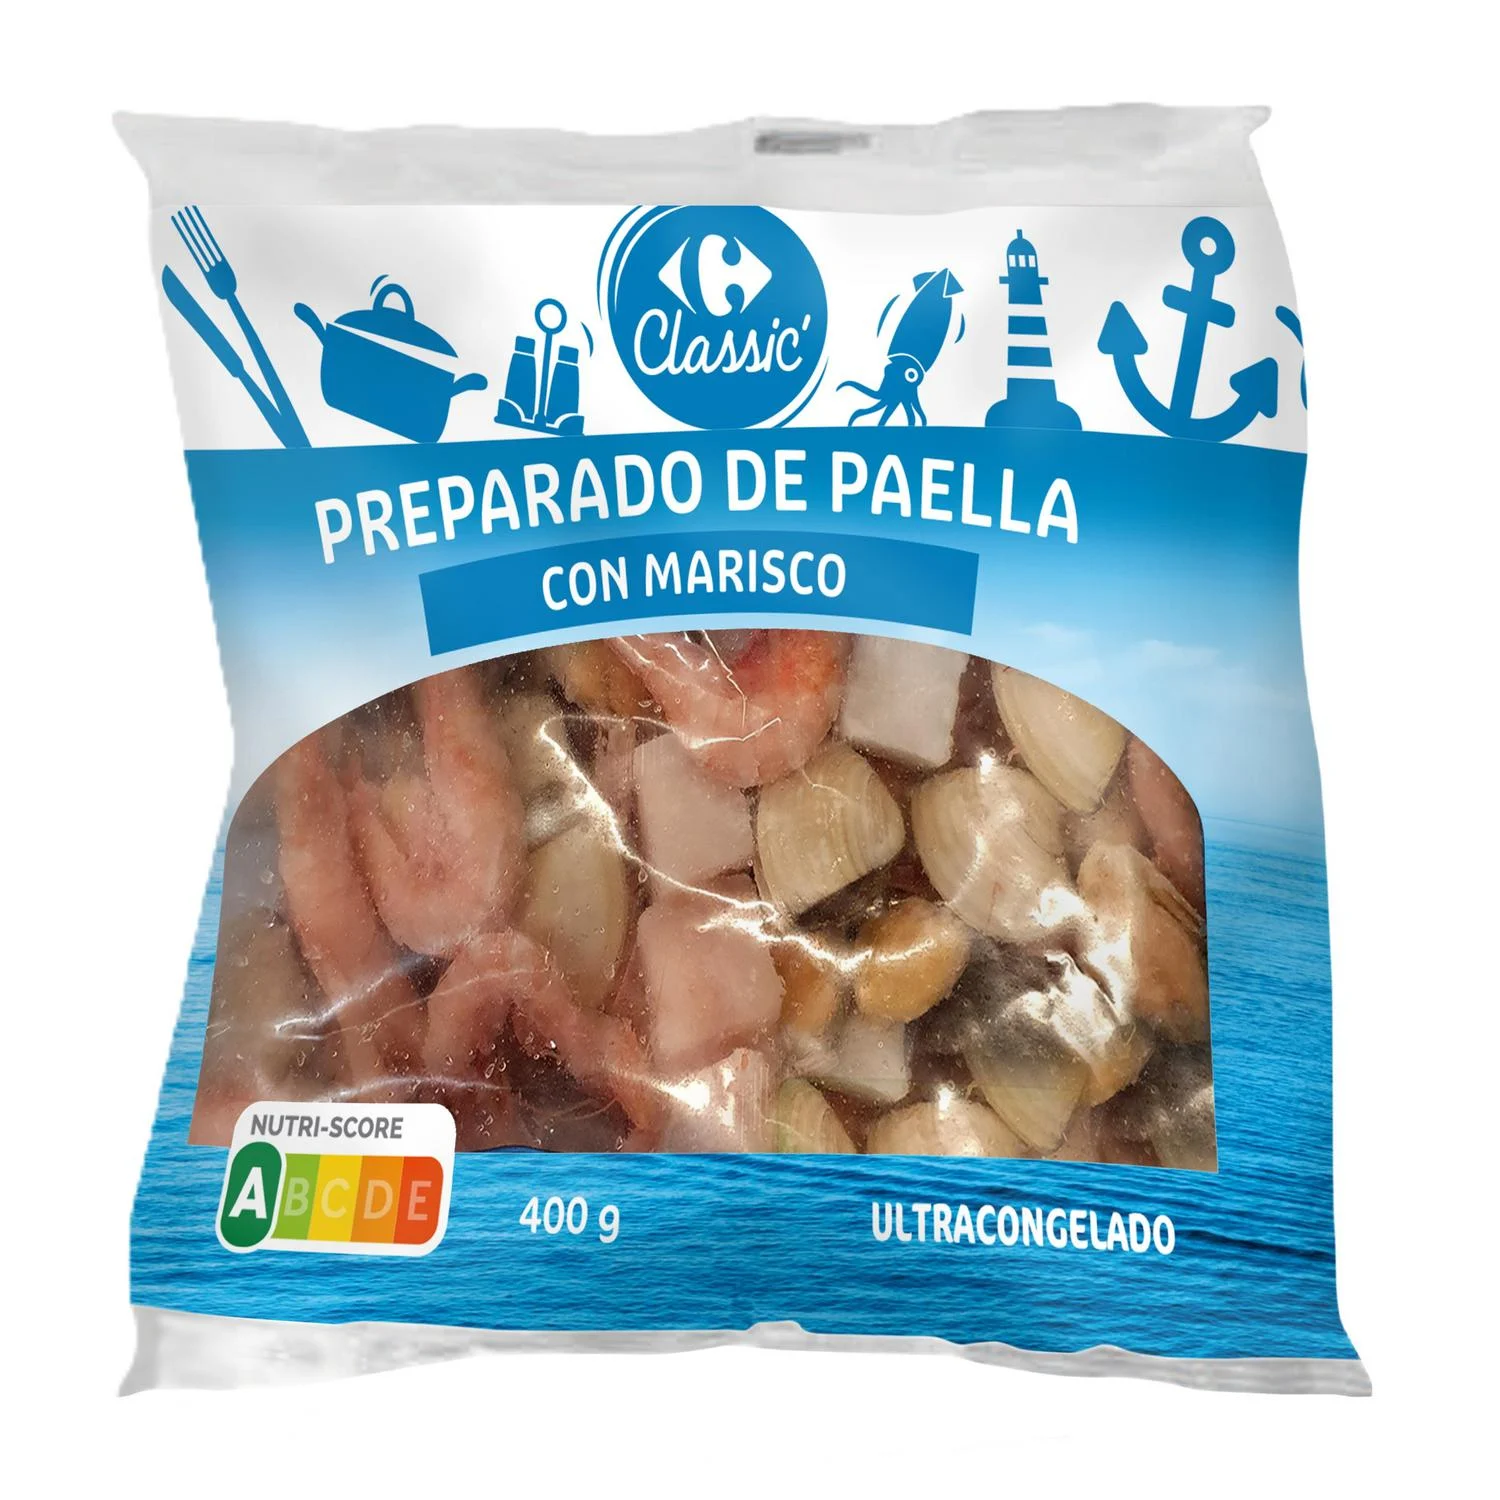 Classic'
PREPARADO DE PAELLA
CON MARISCO
NUTRI-SCORE
A B C D E
400 g
ULTRACONGELADO